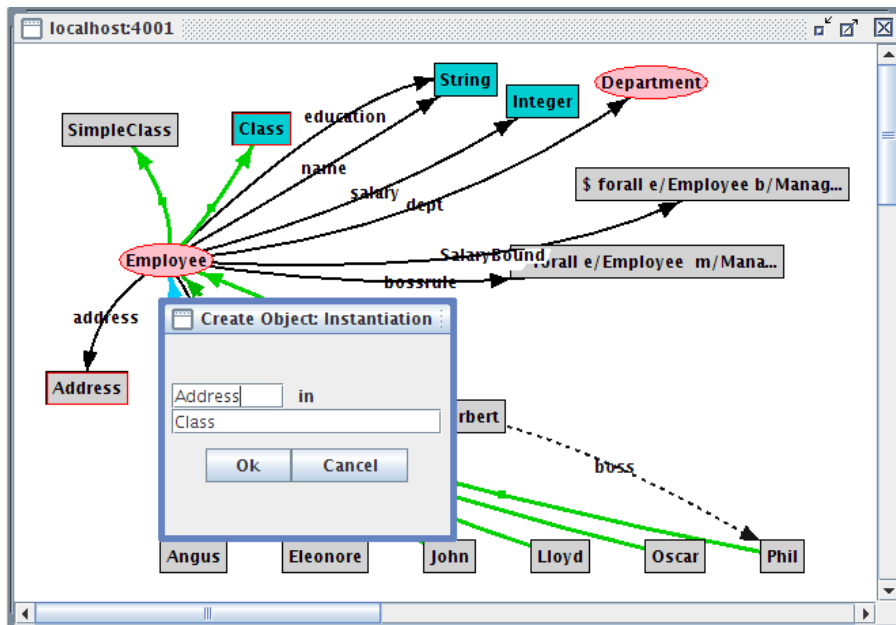 localhost:4001
String
Department
Integer
education
SimpleClass
Class
name
salary
$ forall e/Employee b/Manag...
dept
Employee
SalaryBound
forall e/Employee m/Mana...
bossrule
address
Create Object: Instantiation
Address
Address in
Class
rbert
Ok Cancel
boss
Angus
Eleonore
John
Lloyd
Oscar
Phil